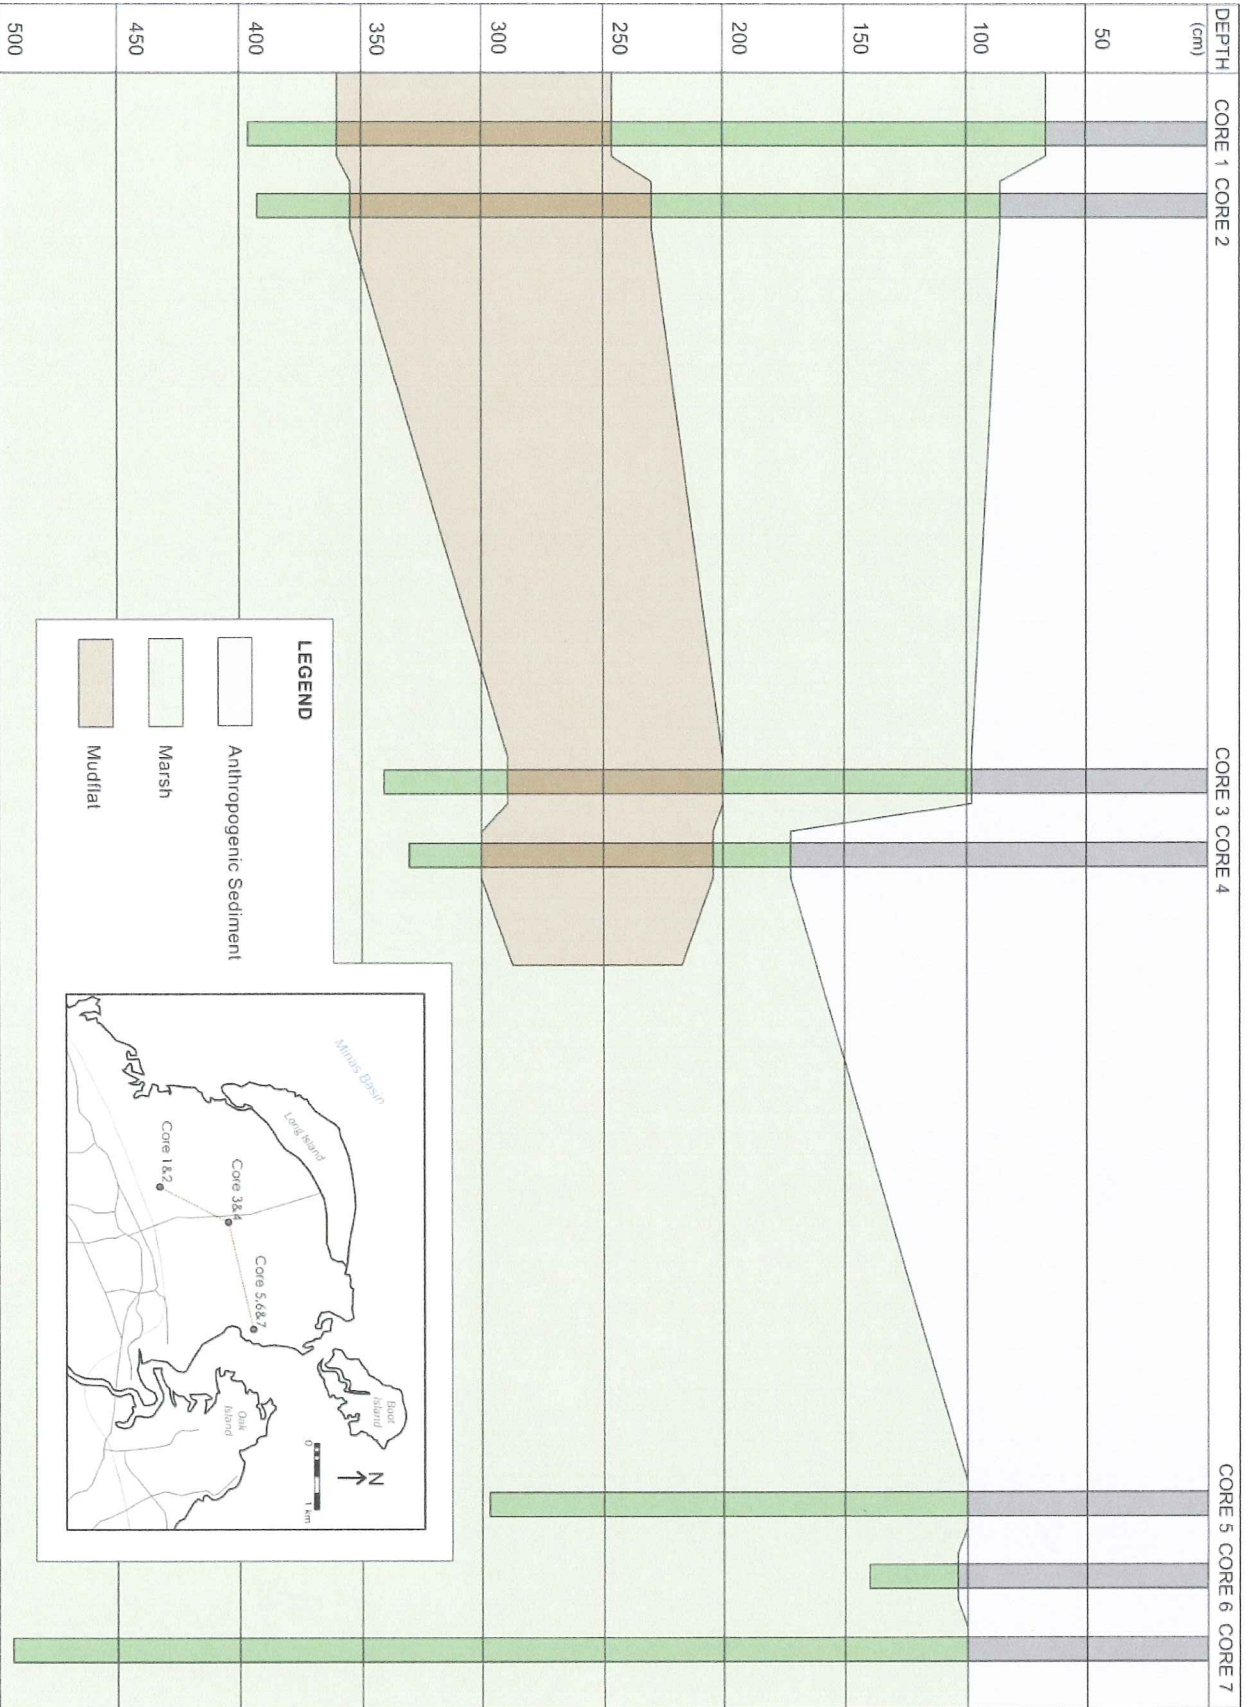 DEPTH
(cm)
CORE 1
CORE 2
CORE 3
CORE 4
CORE 5
CORE 6
CORE 7
50
100
150
200
250
300
350
400
450
500
LEGEND
Anthropogenic Sediment
Marsh
Mudflat
Minas Basin
Long Island
Boot
Island
Oak
Island
Core 1&2
Core 3&4
Core 5,6&7
N
0
1 km